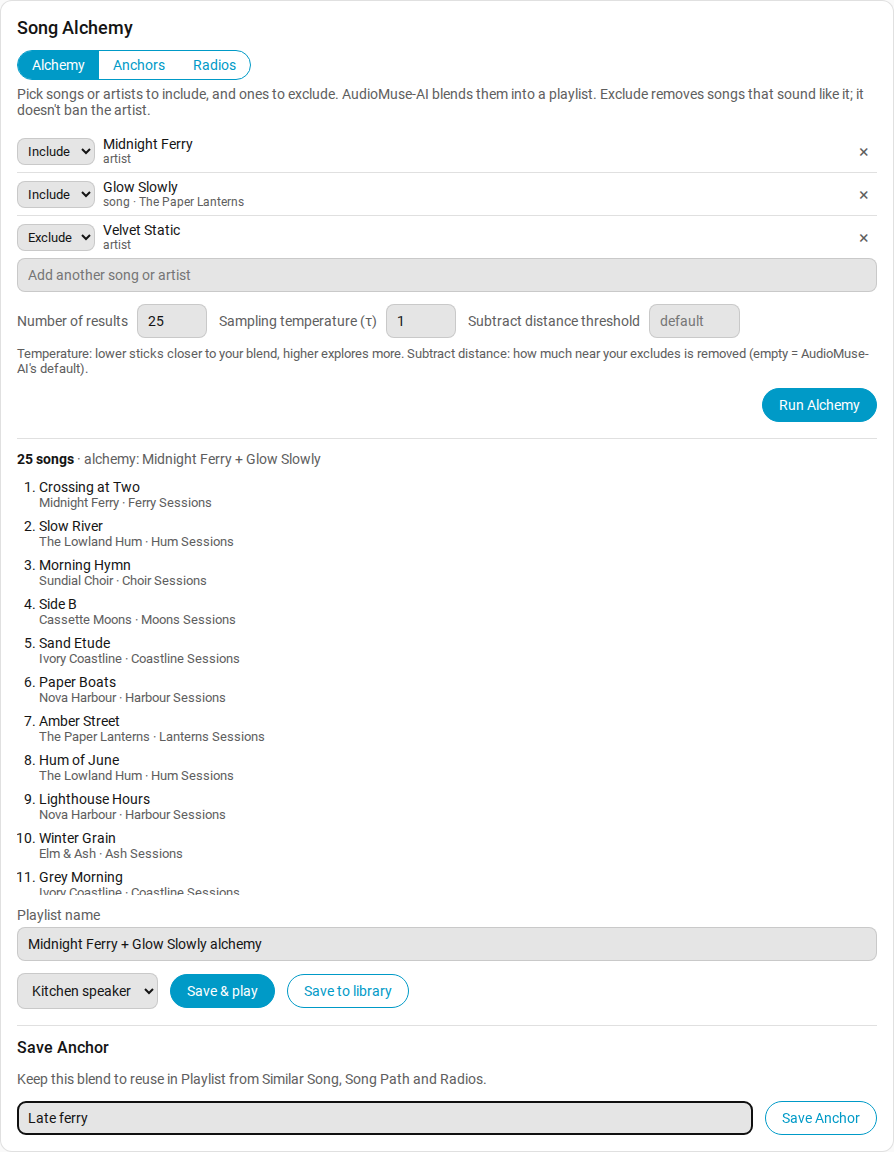 Song Alchemy
Alchemy Anchors Radios
Pick songs or artists to include, and ones to exclude. AudioMuse-AI blends them into a playlist. Exclude removes songs that sound like it; it
doesn't ban the artist.
Include Midnight Ferry ×
artist
Include Glow Slowly ×
song · The Paper Lanterns
Exclude Velvet Static ×
artist
Add another song or artist
Number of results 25 Sampling temperature (τ) 1 Subtract distance threshold default
Temperature: lower sticks closer to your blend, higher explores more. Subtract distance: how much near your excludes is removed (empty = AudioMuse-
AI's default).
Run Alchemy
25 songs · alchemy: Midnight Ferry + Glow Slowly
1. Crossing at Two
Midnight Ferry · Ferry Sessions
2. Slow River
The Lowland Hum · Hum Sessions
3. Morning Hymn
Sundial Choir · Choir Sessions
4. Side B
Cassette Moons · Moons Sessions
5. Sand Etude
Ivory Coastline · Coastline Sessions
6. Paper Boats
Nova Harbour · Harbour Sessions
7. Amber Street
The Paper Lanterns · Lanterns Sessions
8. Hum of June
The Lowland Hum · Hum Sessions
9. Lighthouse Hours
Nova Harbour · Harbour Sessions
10. Winter Grain
Elm & Ash · Ash Sessions
11. Grey Morning
Ivory Coastline · Coastline Sessions
Playlist name
Midnight Ferry + Glow Slowly alchemy
Kitchen speaker Save & play Save to library
Save Anchor
Keep this blend to reuse in Playlist from Similar Song, Song Path and Radios.
Late ferry Save Anchor